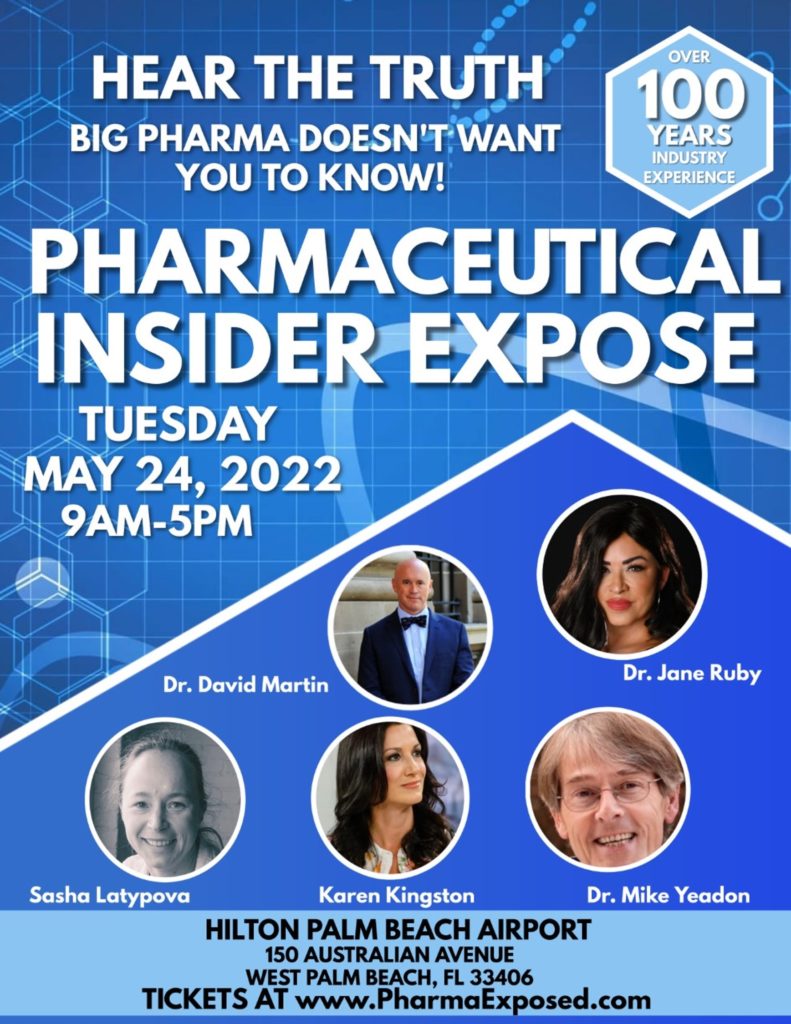 HEAR THE TRUTH
BIG PHARMA DOESN'T WANT
YOU TO KNOW!
OVER
100
YEARS
INDUSTRY
EXPERIENCE
PHARMACEUTICAL
INSIDER EXPOSE
TUESDAY
MAY 24, 2022
9AM-5PM
Dr. David Martin
Dr. Jane Ruby
Sasha Latypova
Karen Kingston
Dr. Mike Yeadon
HILTON PALM BEACH AIRPORT
150 AUSTRALIAN AVENUE
WEST PALM BEACH, FL 33406
TICKETS AT www.PharmaExposed.com